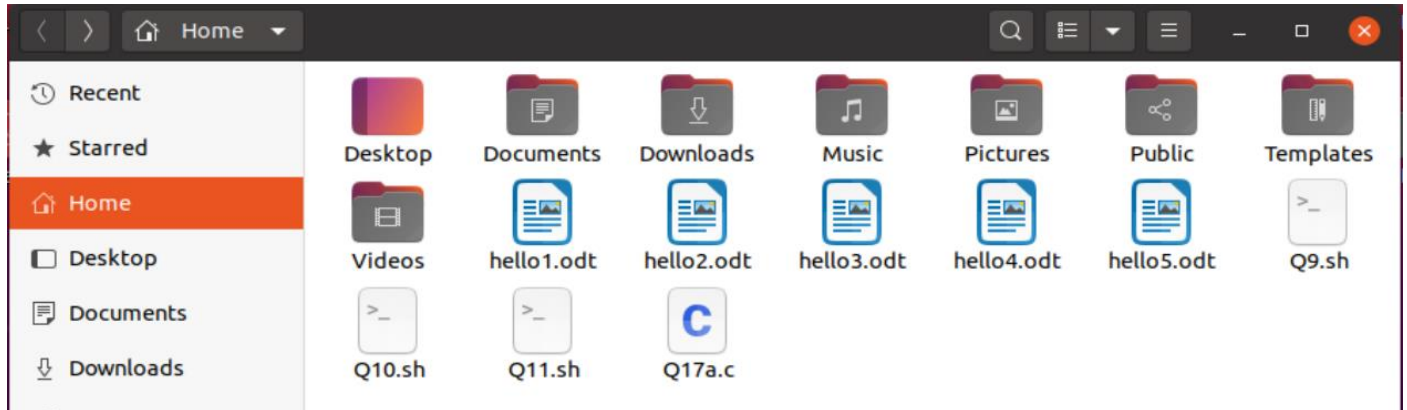 Home
Recent
Starred
Home
Desktop
Documents
Downloads
Desktop Documents Downloads Music Pictures Public Templates
Videos hello1.odt hello2.odt hello3.odt hello4.odt hello5.odt Q9.sh
Q10.sh Q11.sh Q17a.c